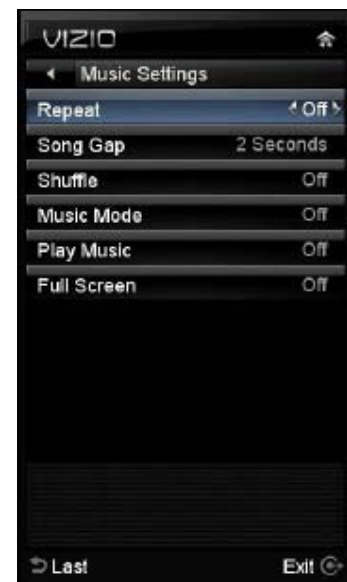 VIZIO
Music Settings
Repeat Off
Song Gap 2 Seconds
Shuffle Off
Music Mode Off
Play Music Off
Full Screen Off
Last Exit